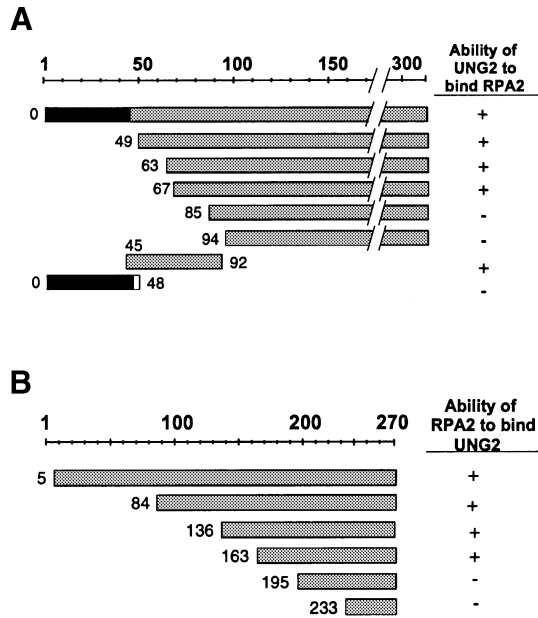 A
Ability of
UNG2 to
bind RPA2
1 50 100 150 300
0 +
49 +
63 +
67 +
85 -
94 -
45 92 +
0 48 -
B
Ability of
RPA2 to bind
UNG2
1 100 200 270
5 +
84 +
136 +
163 +
195 -
233 -